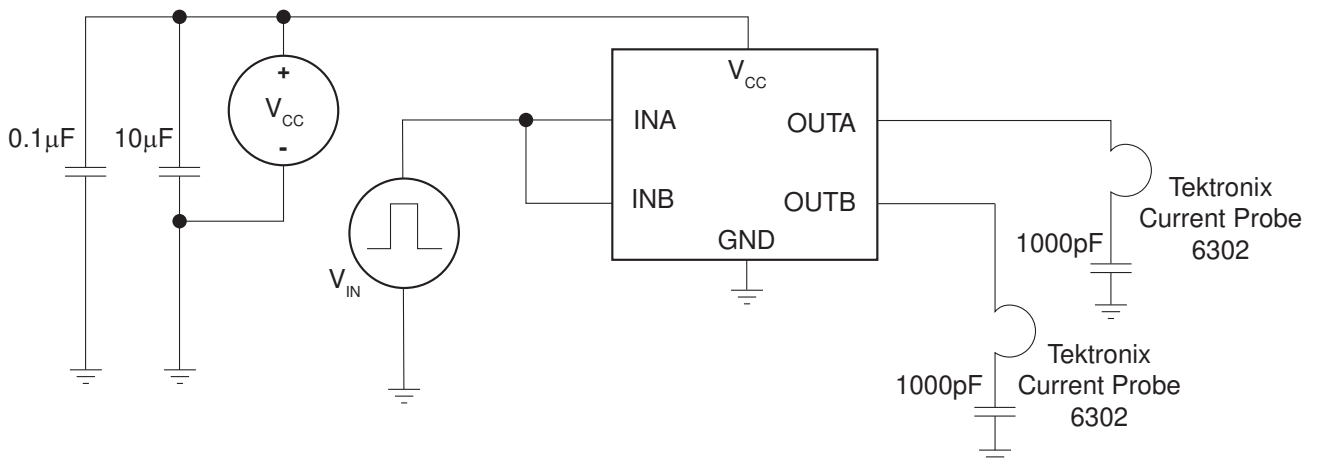 V_CC
+
V_CC
-
0.1μF
10μF
INA
OUTA
INB
OUTB
GND
V_IN
Tektronix
Current Probe
6302
1000pF
Tektronix
Current Probe
6302
1000pF